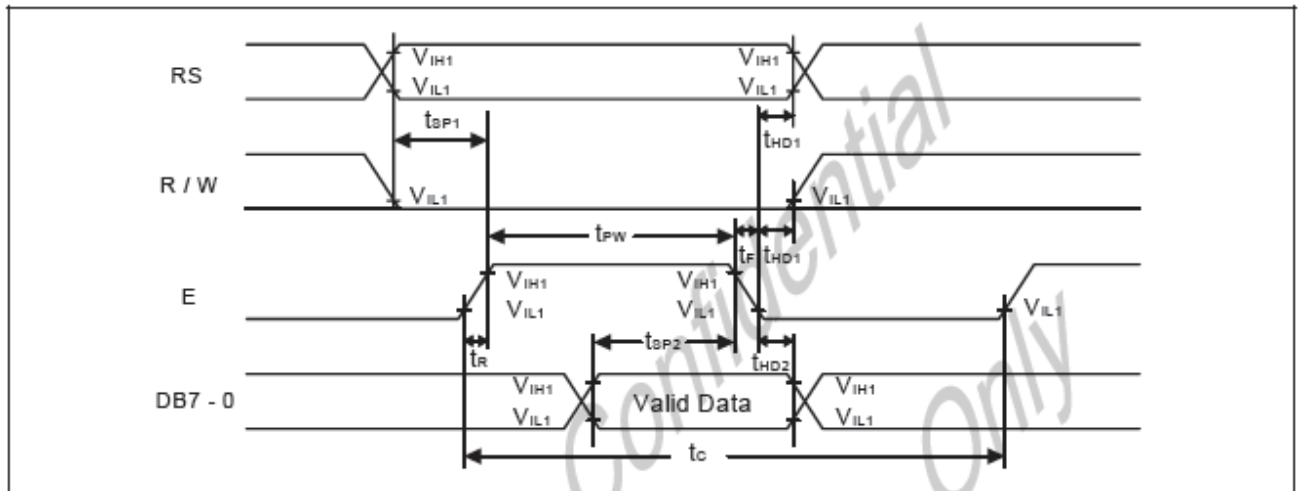 RS
VIH1
VIH1
VIL1
VIL1
tSP1
tHD1
R / W
VIL1
VIL1
tPW
tF
tHD1
E
VIH1
VIH1
VIL1
VIL1
VIL1
tR
tSP2
tHD2
DB7 - 0
VIH1
Valid Data
VIH1
VIL1
VIL1
tC
Confidential
Only